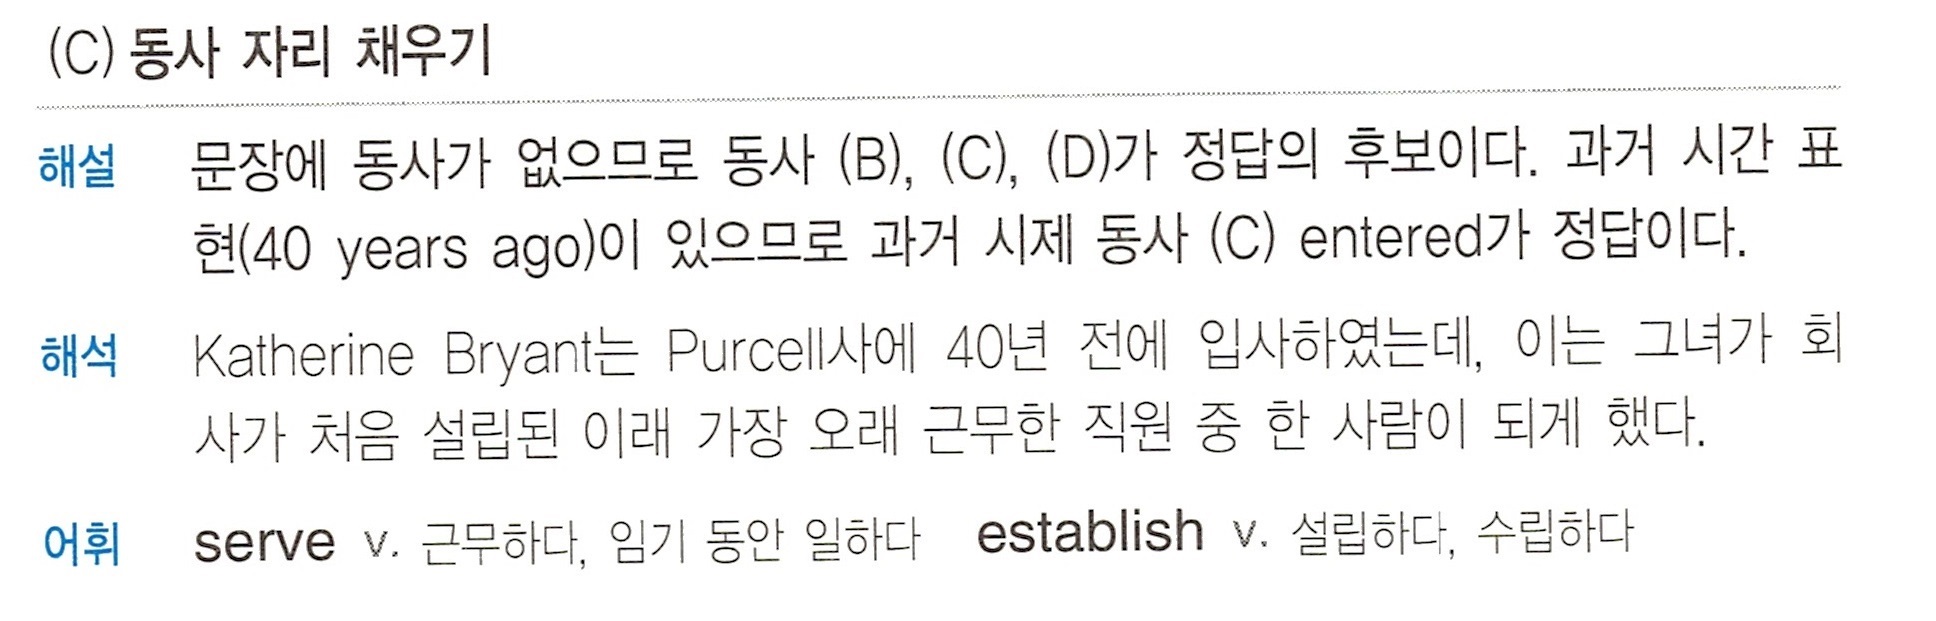 (C) 동사 자리 채우기
해설 문장에 동사가 없으므로 동사 (B), (C), (D)가 정답의 후보이다. 과거 시간 표
현(40 years ago)이 있으므로 과거 시제 동사 (C) entered가 정답이다.
해석 Katherine Bryant는 Purcell사에 40년 전에 입사하였는데, 이는 그녀가 회
사가 처음 설립된 이래 가장 오래 근무한 직원 중 한 사람이 되게 했다.
어휘 serve v. 근무하다, 임기 동안 일하다 establish v. 설립하다, 수립하다